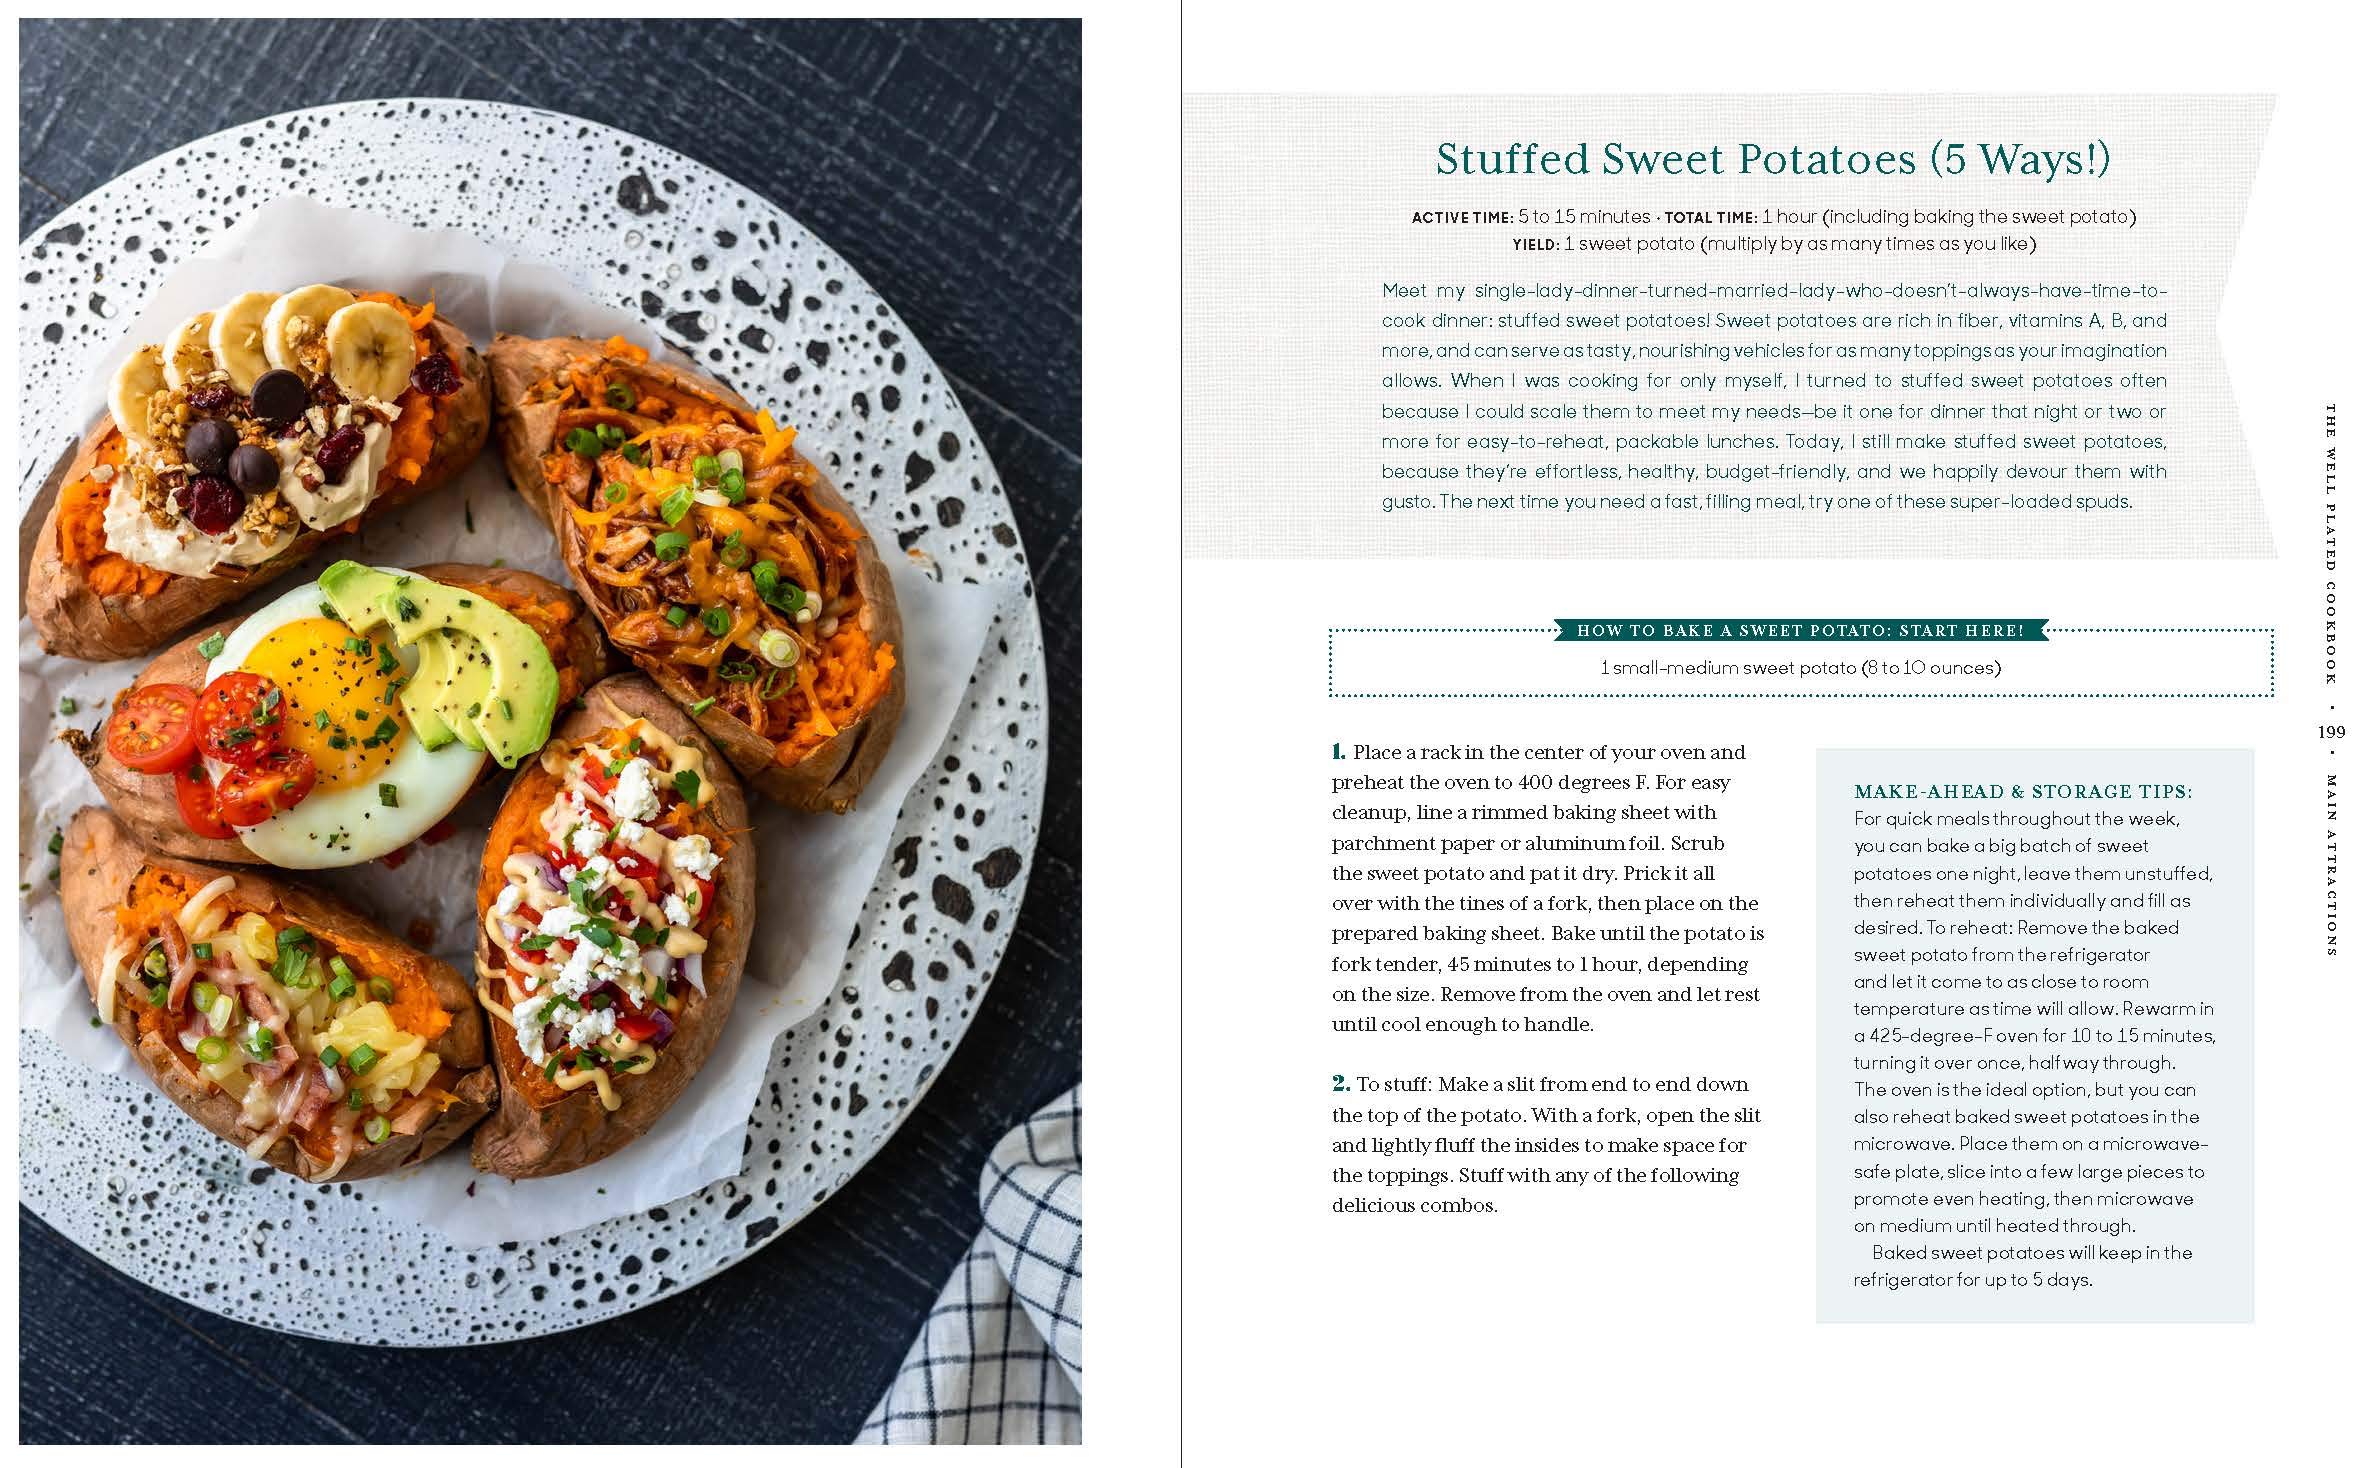 Stuffed Sweet Potatoes (5 Ways!)
ACTIVE TIME: 5 to 15 minutes · TOTAL TIME: 1 hour (including baking the sweet potato)
YIELD: 1 sweet potato (multiply by as many times as you like)
Meet my single-lady-dinner-turned-married-lady-who-doesn't-always-have-time-to-
cook dinner: stuffed sweet potatoes! Sweet potatoes are rich in fiber, vitamins A, B, and
more, and can serve as tasty, nourishing vehicles for as many toppings as your imagination
allows. When I was cooking for only myself, I turned to stuffed sweet potatoes often
because I could scale them to meet my needs—be it one for dinner that night or two or
more for easy-to-reheat, packable lunches. Today, I still make stuffed sweet potatoes,
because they're effortless, healthy, budget-friendly, and we happily devour them with
gusto. The next time you need a fast, filling meal, try one of these super-loaded spuds.
HOW TO BAKE A SWEET POTATO: START HERE!
1 small-medium sweet potato (8 to 10 ounces)
1. Place a rack in the center of your oven and
preheat the oven to 400 degrees F. For easy
cleanup, line a rimmed baking sheet with
parchment paper or aluminum foil. Scrub
the sweet potato and pat it dry. Prick it all
over with the tines of a fork, then place on the
prepared baking sheet. Bake until the potato is
fork tender, 45 minutes to 1 hour, depending
on the size. Remove from the oven and let rest
until cool enough to handle.
2. To stuff: Make a slit from end to end down
the top of the potato. With a fork, open the slit
and lightly fluff the insides to make space for
the toppings. Stuff with any of the following
delicious combos.
MAKE-AHEAD & STORAGE TIPS:
For quick meals throughout the week,
you can bake a big batch of sweet
potatoes one night, leave them unstuffed,
then reheat them individually and fill as
desired. To reheat: Remove the baked
sweet potato from the refrigerator
and let it come to as close to room
temperature as time will allow. Rewarm in
a 425-degree-F oven for 10 to 15 minutes,
turning it over once, halfway through.
The oven is the ideal option, but you can
also reheat baked sweet potatoes in the
microwave. Place them on a microwave-
safe plate, slice into a few large pieces to
promote even heating, then microwave
on medium until heated through.
Baked sweet potatoes will keep in the
refrigerator for up to 5 days.
THE WELL PLATED COOKBOOK · 199 · MAIN ATTRACTIONS